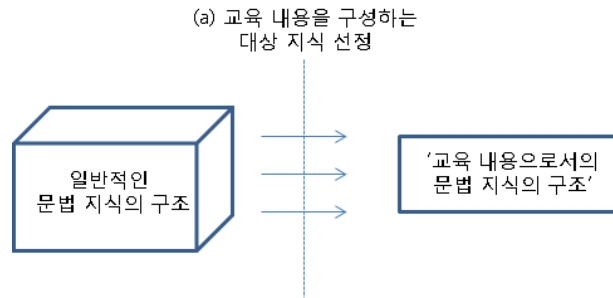 (a) 교육 내용을 구성하는
대상 지식 선정
일반적인
문법 지식의 구조
‘교육 내용으로서의
문법 지식의 구조’